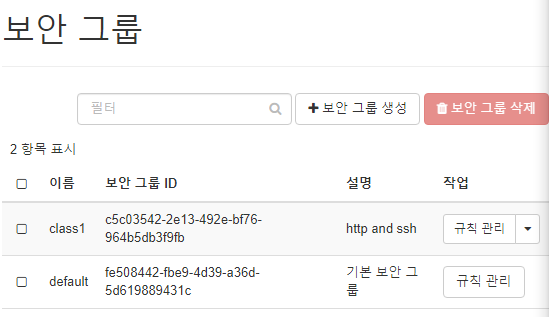 보안 그룹
필터
+ 보안 그룹 생성
보안 그룹 삭제
2 항목 표시
이름 보안 그룹 ID 설명 작업
class1 c5c03542-2e13-492e-bf76-
964b5db3f9fb http and ssh 규칙 관리
default fe508442-fbe9-4d39-a36d-
5d619889431c 기본 보안 그
룹 규칙 관리